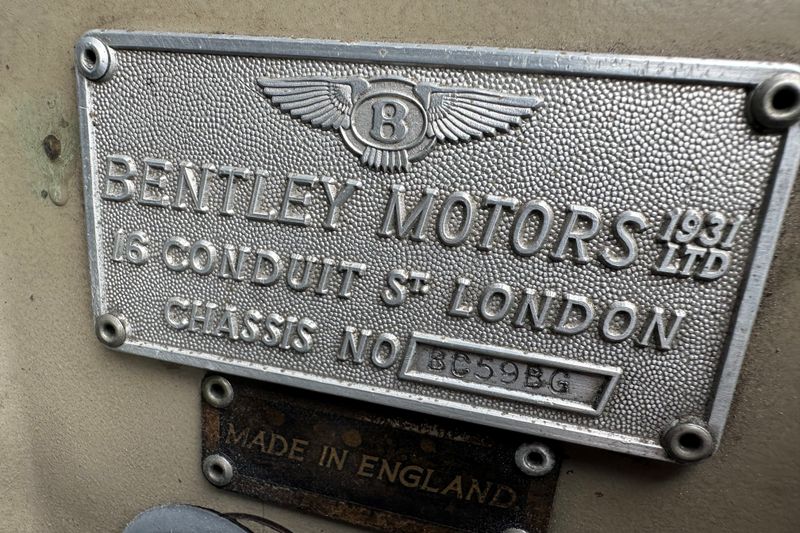 B
BENTLEY MOTORS 1931 LTD
16 CONDUIT ST. LONDON
CHASSIS NO BC59BG
MADE IN ENGLAND